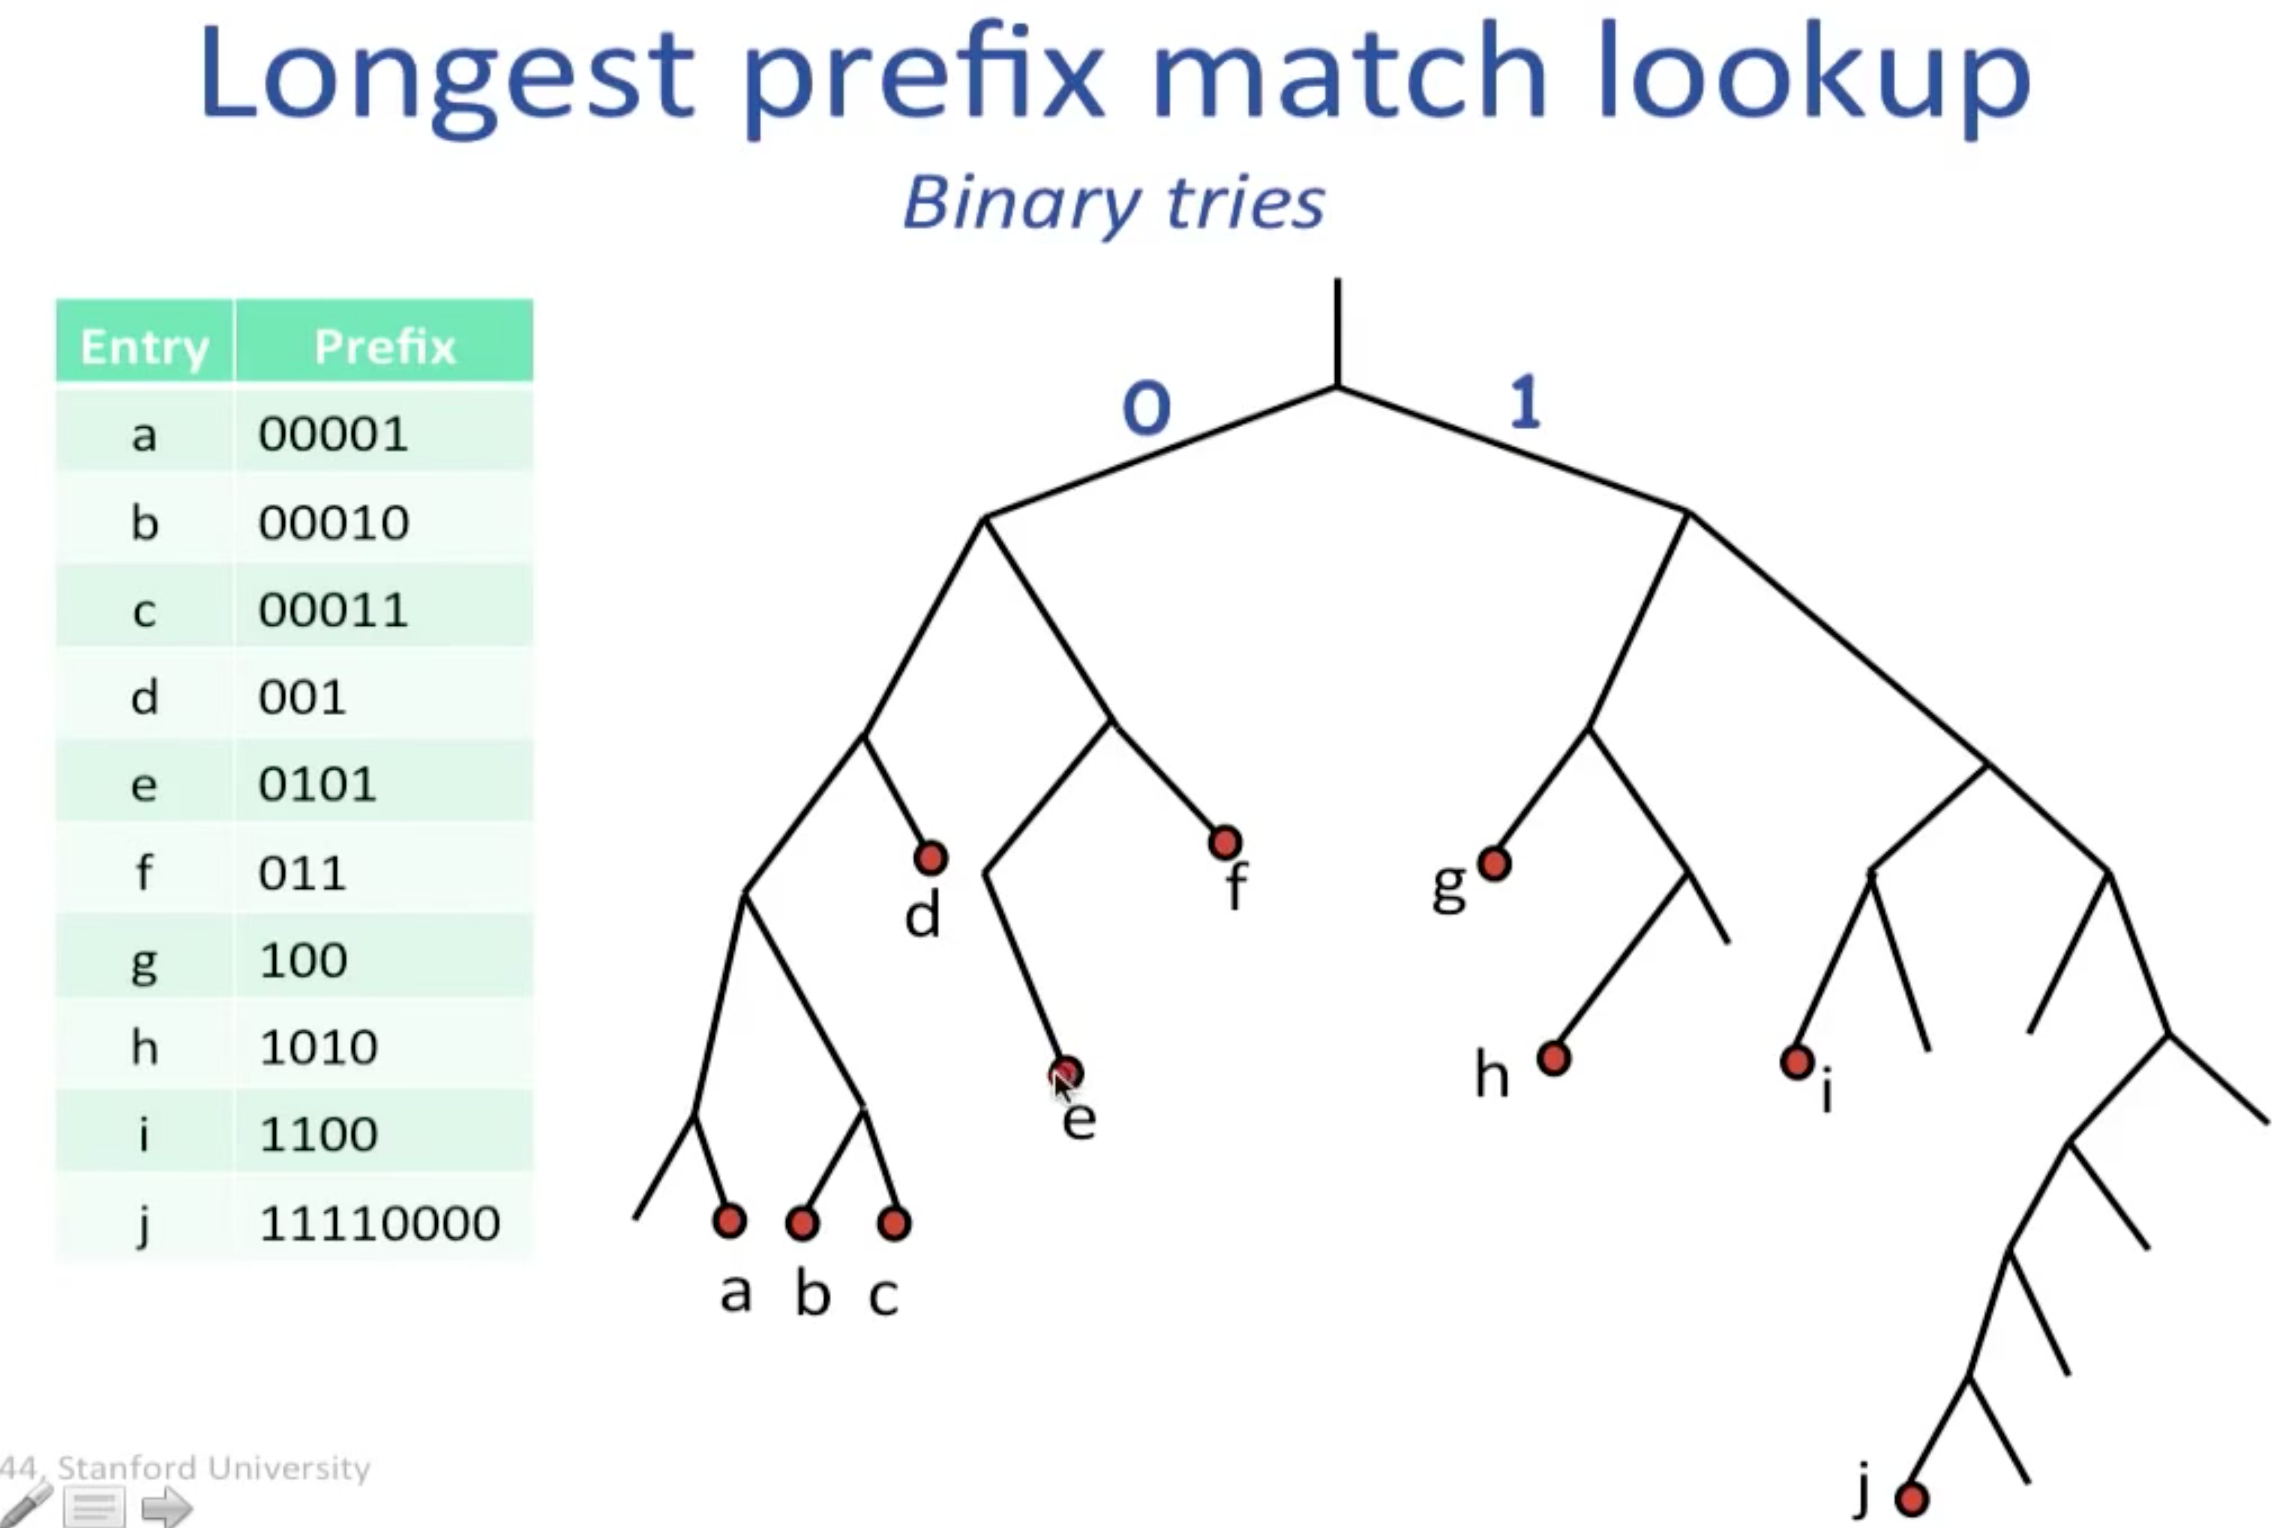 Longest prefix match lookup
Binary tries
Entry Prefix
a 00001
b 00010
c 00011
d 001
e 0101
f 011
g 100
h 1010
i 1100
j 11110000
0 1
d
f
g
e
h
i
a b c
j
44, Stanford University